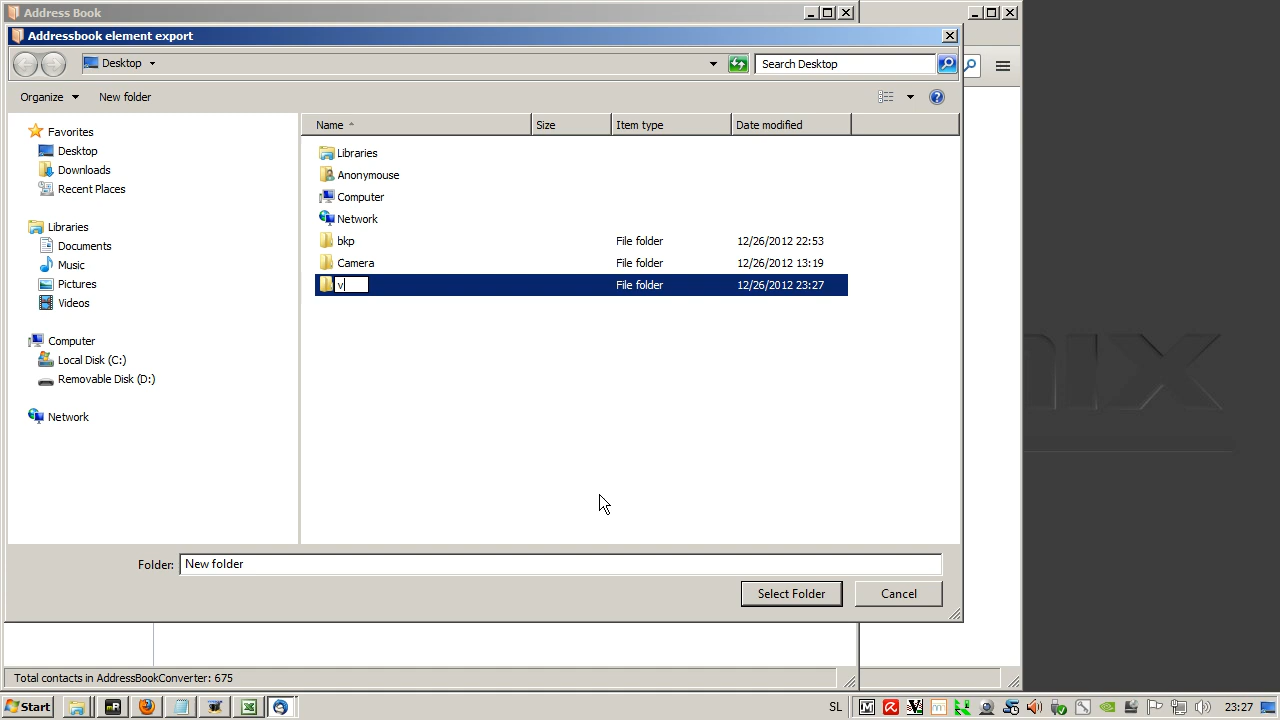 Address Book
Addressbook element export
Desktop
Search Desktop
Organize
New folder
Name
Size
Item type
Date modified
Favorites
Desktop
Downloads
Recent Places
Libraries
Documents
Music
Pictures
Videos
Computer
Local Disk (C:)
Removable Disk (D:)
Network
Libraries
Anonymouse
Computer
Network
bkp File folder 12/26/2012 22:53
Camera File folder 12/26/2012 13:19
v File folder 12/26/2012 23:27
Folder: New folder
Select Folder
Cancel
Total contacts in AddressBookConverter: 675
Start
SL
23:27